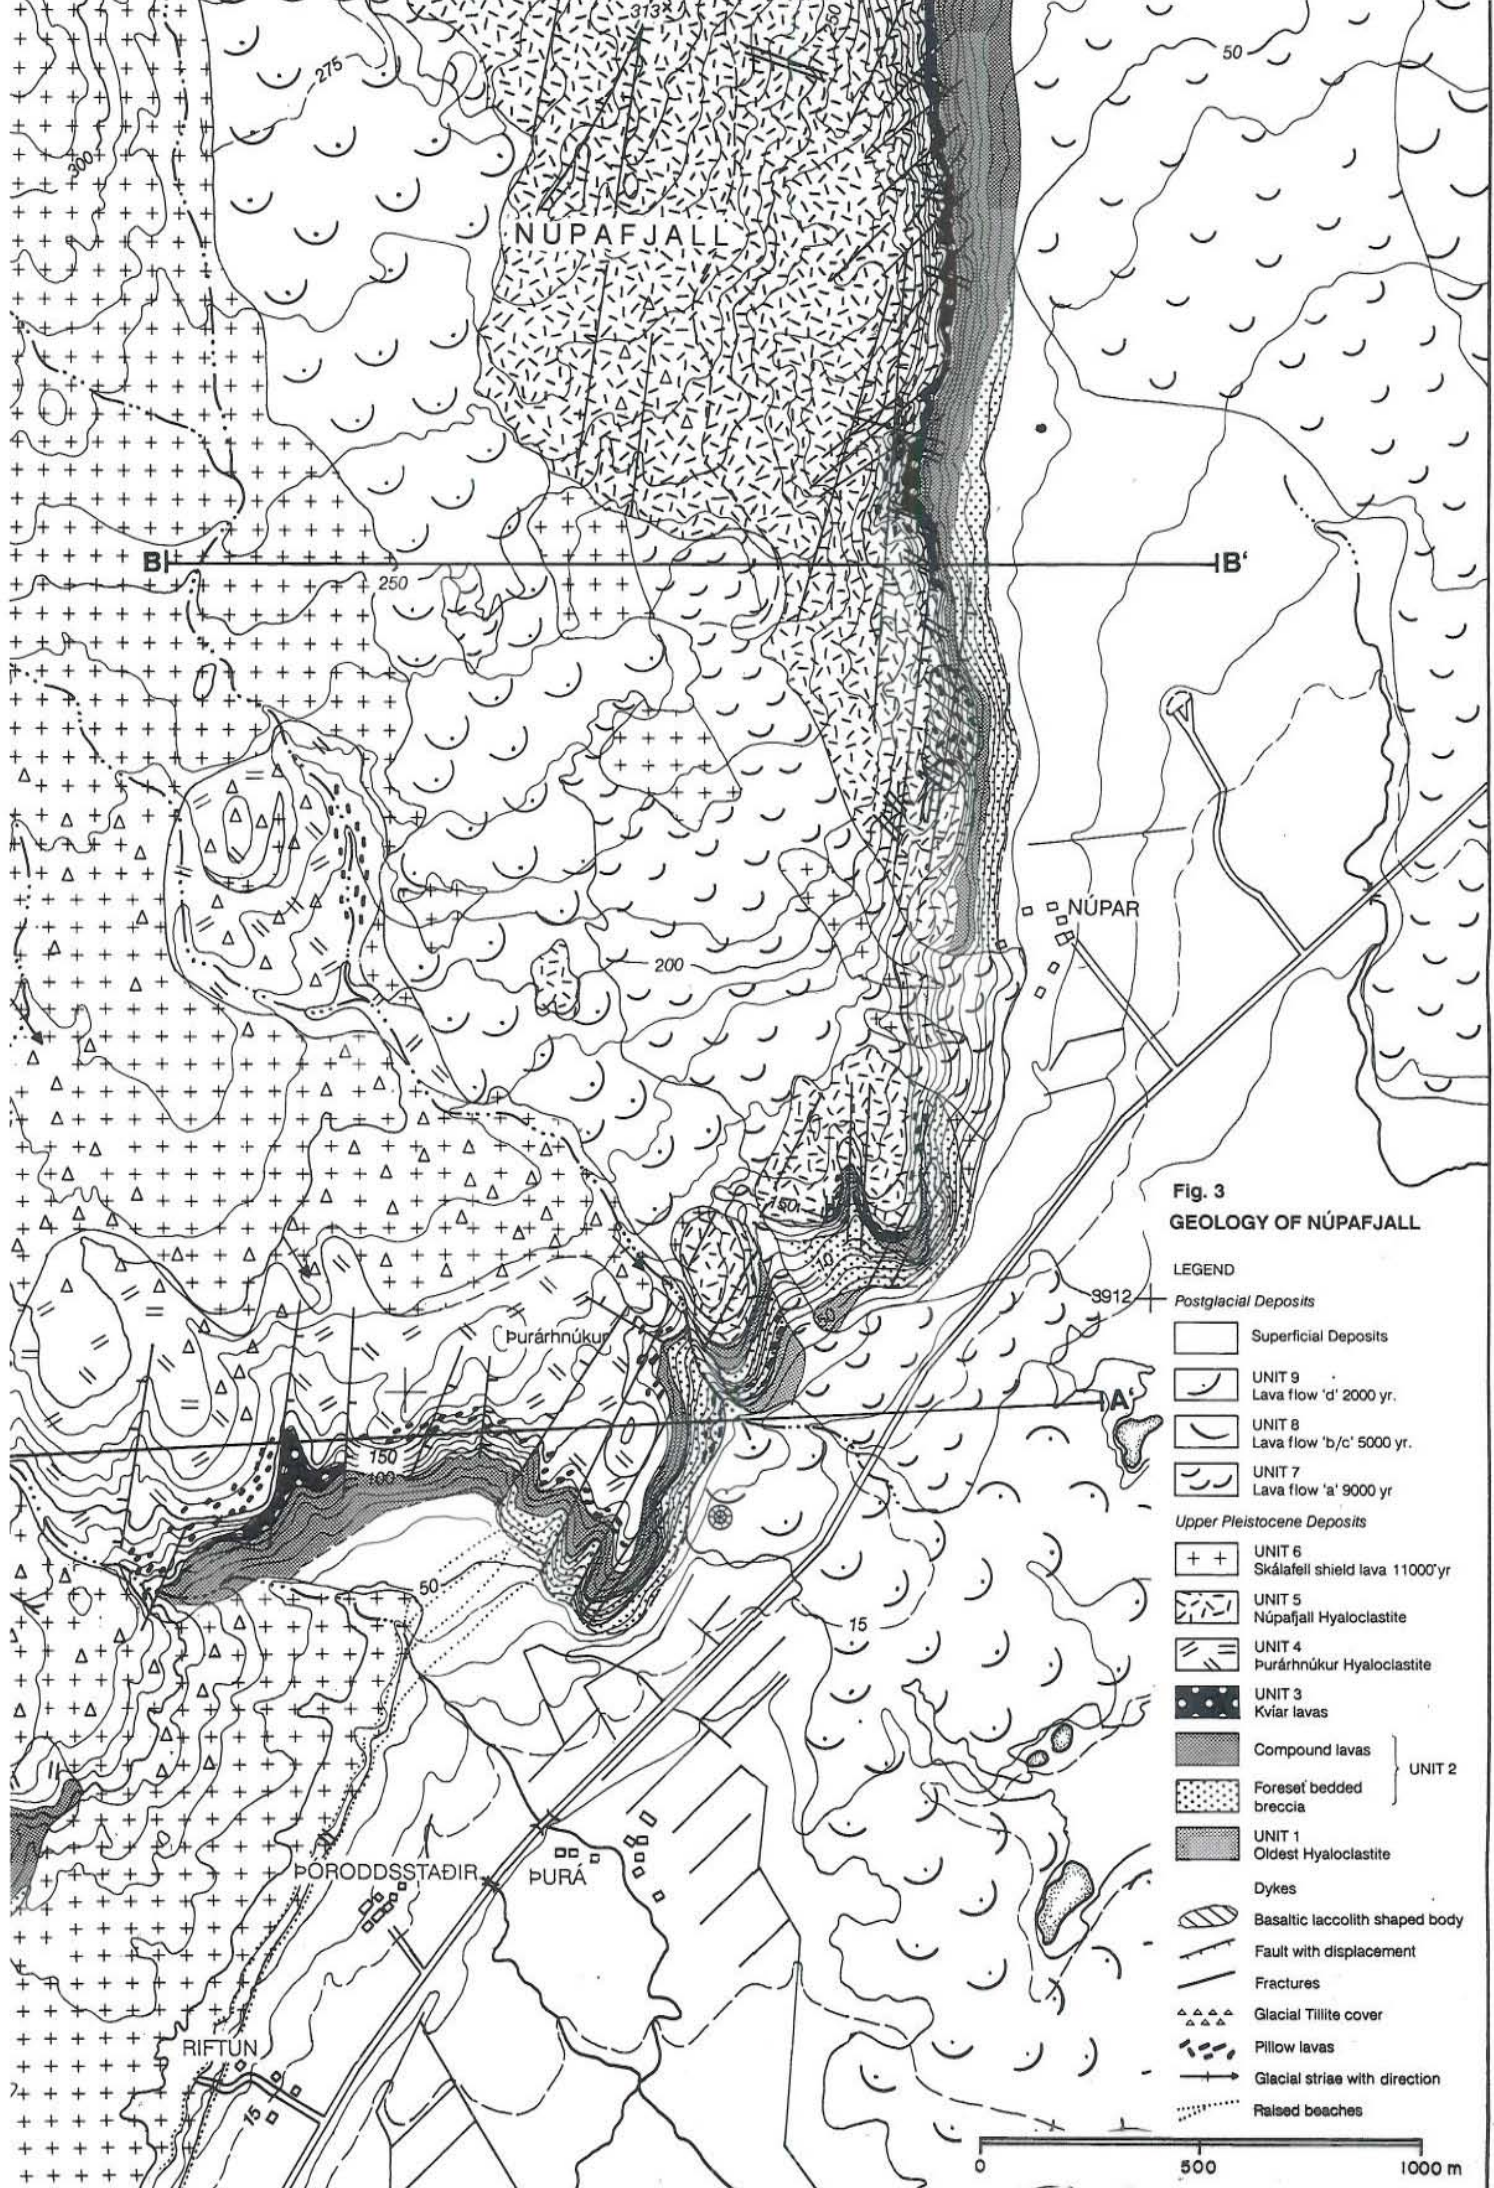 313
250
275
50
300
NÚPAFJALL
B
B'
250
NÚPAR
200
150
Þurárhnúkur
9912
A'
150
100
50
15
ÞÓRODDSSTAÐIR
ÞURÁ
RIFTÚN
15
Fig. 3
GEOLOGY OF NÚPAFJALL
LEGEND
Postglacial Deposits
Superficial Deposits
UNIT 9
Lava flow 'd' 2000 yr.
UNIT 8
Lava flow 'b/c' 5000 yr.
UNIT 7
Lava flow 'a' 9000 yr
Upper Pleistocene Deposits
UNIT 6
Skálafell shield lava 11000 yr
UNIT 5
Núpafjall Hyaloclastite
UNIT 4
Þurárhnúkur Hyaloclastite
UNIT 3
Kvíar lavas
Compound lavas
UNIT 2
Foreset bedded
breccia
UNIT 1
Oldest Hyaloclastite
Dykes
Basaltic laccolith shaped body
Fault with displacement
Fractures
Glacial Tillite cover
Pillow lavas
Glacial striae with direction
Raised beaches
0 500 1000 m